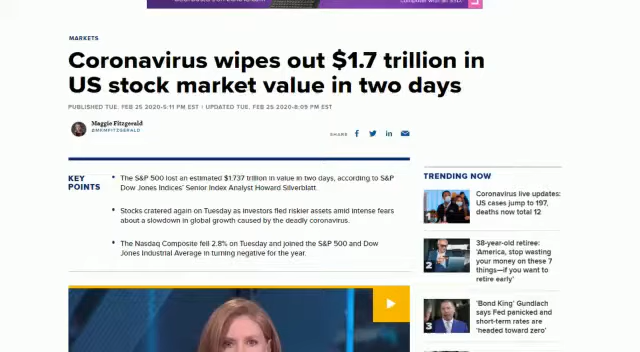 MARKETS
Coronavirus wipes out $1.7 trillion in
US stock market value in two days
PUBLISHED TUE, FEB 25 2020•5:11 PM EST | UPDATED TUE, FEB 25 2020•8:09 PM EST
Maggie Fitzgerald
@MKMFITZGERALD
SHARE
KEY
POINTS
• The S&P 500 lost an estimated $1.737 trillion in value in two days, according to S&P
Dow Jones Indices' Senior Index Analyst Howard Silverblatt.
• Stocks cratered again on Tuesday as investors fled riskier assets amid intense fears
about a slowdown in global growth caused by the deadly coronavirus.
• The Nasdaq Composite fell 2.8% on Tuesday and joined the S&P 500 and Dow
Jones Industrial Average in turning negative for the year.
TRENDING NOW
Coronavirus live updates:
US cases jump to 197,
deaths now total 12
2
38-year-old retiree:
'America, stop wasting
your money on these 7
things—if you want to
retire early'
3
'Bond King' Gundlach
says Fed panicked and
short-term rates are
'headed toward zero'